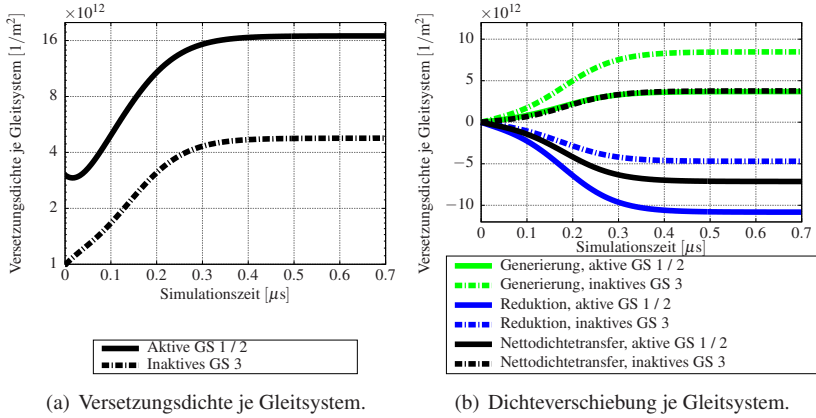 ×10¹²
Versetzungsdichte je Gleitsystem [1/m²]
16
8
4
2
1
0 0.1 0.2 0.3 0.4 0.5 0.6 0.7
Simulationszeit [µs]
Aktive GS 1 / 2
Inaktives GS 3
(a) Versetzungsdichte je Gleitsystem.
×10¹²
Versetzungsdichte je Gleitsystem [1/m²]
10
5
0
−5
−10
0 0.1 0.2 0.3 0.4 0.5 0.6 0.7
Simulationszeit [µs]
Generierung, aktive GS 1 / 2
Generierung, inaktives GS 3
Reduktion, aktive GS 1 / 2
Reduktion, inaktives GS 3
Nettodichtetransfer, aktive GS 1 / 2
Nettodichtetransfer, inaktives GS 3
(b) Dichteverschiebung je Gleitsystem.